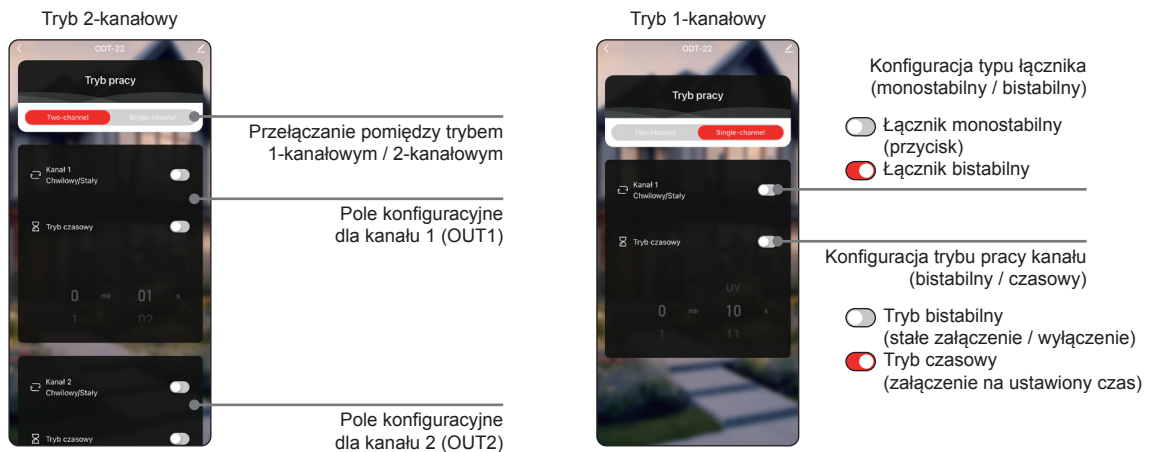 Tryb 2-kanałowy
ODT-22
Tryb pracy
Two-channel
Single-channel
Kanał 1
Chwilowy/Stały
Tryb czasowy
0 mii 01 s
1 02
Kanał 2
Chwilowy/Stały
Tryb czasowy
Przełączanie pomiędzy trybem
1-kanałowym / 2-kanałowym
Pole konfiguracyjne
dla kanału 1 (OUT1)
Pole konfiguracyjne
dla kanału 2 (OUT2)
Tryb 1-kanałowy
ODT-22
Tryb pracy
Two-channel
Single-channel
Kanał 1
Chwilowy/Stały
Tryb czasowy
09
0 mii 10 s
1 11
Konfiguracja typu łącznika
(monostabilny / bistabilny)
Łącznik monostabilny
(przycisk)
Łącznik bistabilny
Konfiguracja trybu pracy kanału
(bistabilny / czasowy)
Tryb bistabilny
(stałe załączenie / wyłączenie)
Tryb czasowy
(załączenie na ustawiony czas)